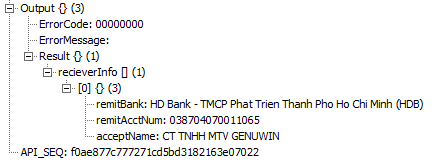 Output {} (3)
ErrorCode: 00000000
ErrorMessage:
Result {} (1)
recieverInfo [] (1)
[0] {} (3)
remitBank: HD Bank - TMCP Phat Trien Thanh Pho Ho Chi Minh (HDB)
remitAcctNum: 038704070011065
acceptName: CT TNHH MTV GENUWIN
API_SEQ: f0ae877c777271cd5bd3182163e07022